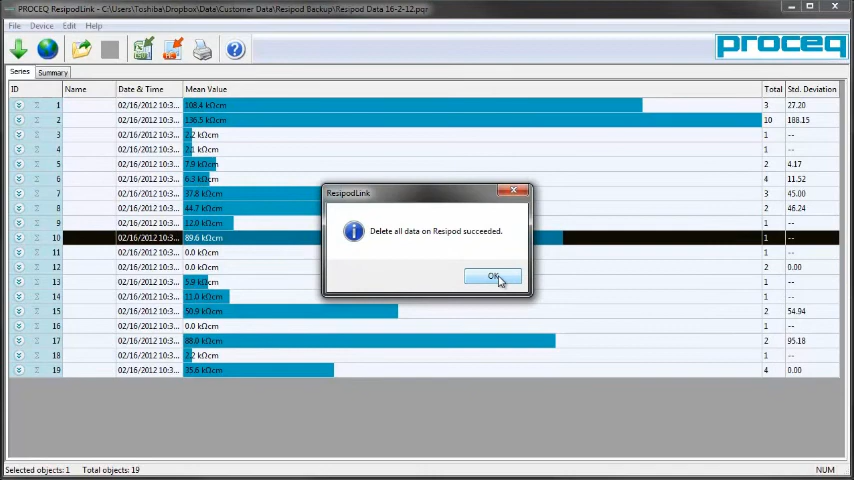 PROCEQ ResipodLink - C:\Users\Toshiba\Dropbox\Data\Customer Data\Resipod Backup\Resipod Data 16-2-12.pqr
File Device Edit Help
proceq
Series Summary
ID Name Date & Time Mean Value Total Std. Deviation
1 02/16/2012 10:3... 108.4 kΩcm 3 27.20
2 02/16/2012 10:3... 136.5 kΩcm 10 188.15
3 02/16/2012 10:3... 2.2 kΩcm 1 --
4 02/16/2012 10:3... 2.1 kΩcm 1 --
5 02/16/2012 10:3... 7.9 kΩcm 2 4.17
6 02/16/2012 10:3... 6.3 kΩcm 4 11.52
7 02/16/2012 10:3... 37.8 kΩcm 3 45.00
8 02/16/2012 10:3... 44.7 kΩcm 2 46.24
9 02/16/2012 10:3... 12.0 kΩcm 1 --
10 02/16/2012 10:3... 89.6 kΩcm 1 --
11 02/16/2012 10:3... 0.0 kΩcm 1 --
12 02/16/2012 10:3... 0.0 kΩcm 2 0.00
13 02/16/2012 10:3... 5.9 kΩcm 1 --
14 02/16/2012 10:3... 11.0 kΩcm 1 --
15 02/16/2012 10:3... 50.9 kΩcm 2 54.94
16 02/16/2012 10:3... 0.0 kΩcm 1 --
17 02/16/2012 10:3... 88.0 kΩcm 2 95.18
18 02/16/2012 10:3... 2.2 kΩcm 1 --
19 02/16/2012 10:3... 35.6 kΩcm 4 0.00
ResipodLink
Delete all data on Resipod succeeded.
OK
Selected objects: 1 Total objects: 19 NUM